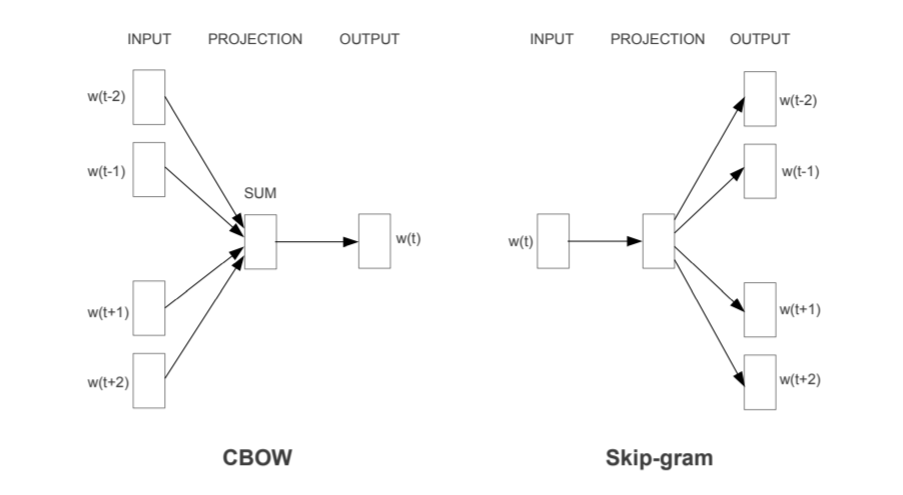 INPUT PROJECTION OUTPUT
w(t-2)
w(t-1)
SUM
w(t)
w(t+1)
w(t+2)
CBOW
INPUT PROJECTION OUTPUT
w(t-2)
w(t-1)
w(t)
w(t+1)
w(t+2)
Skip-gram